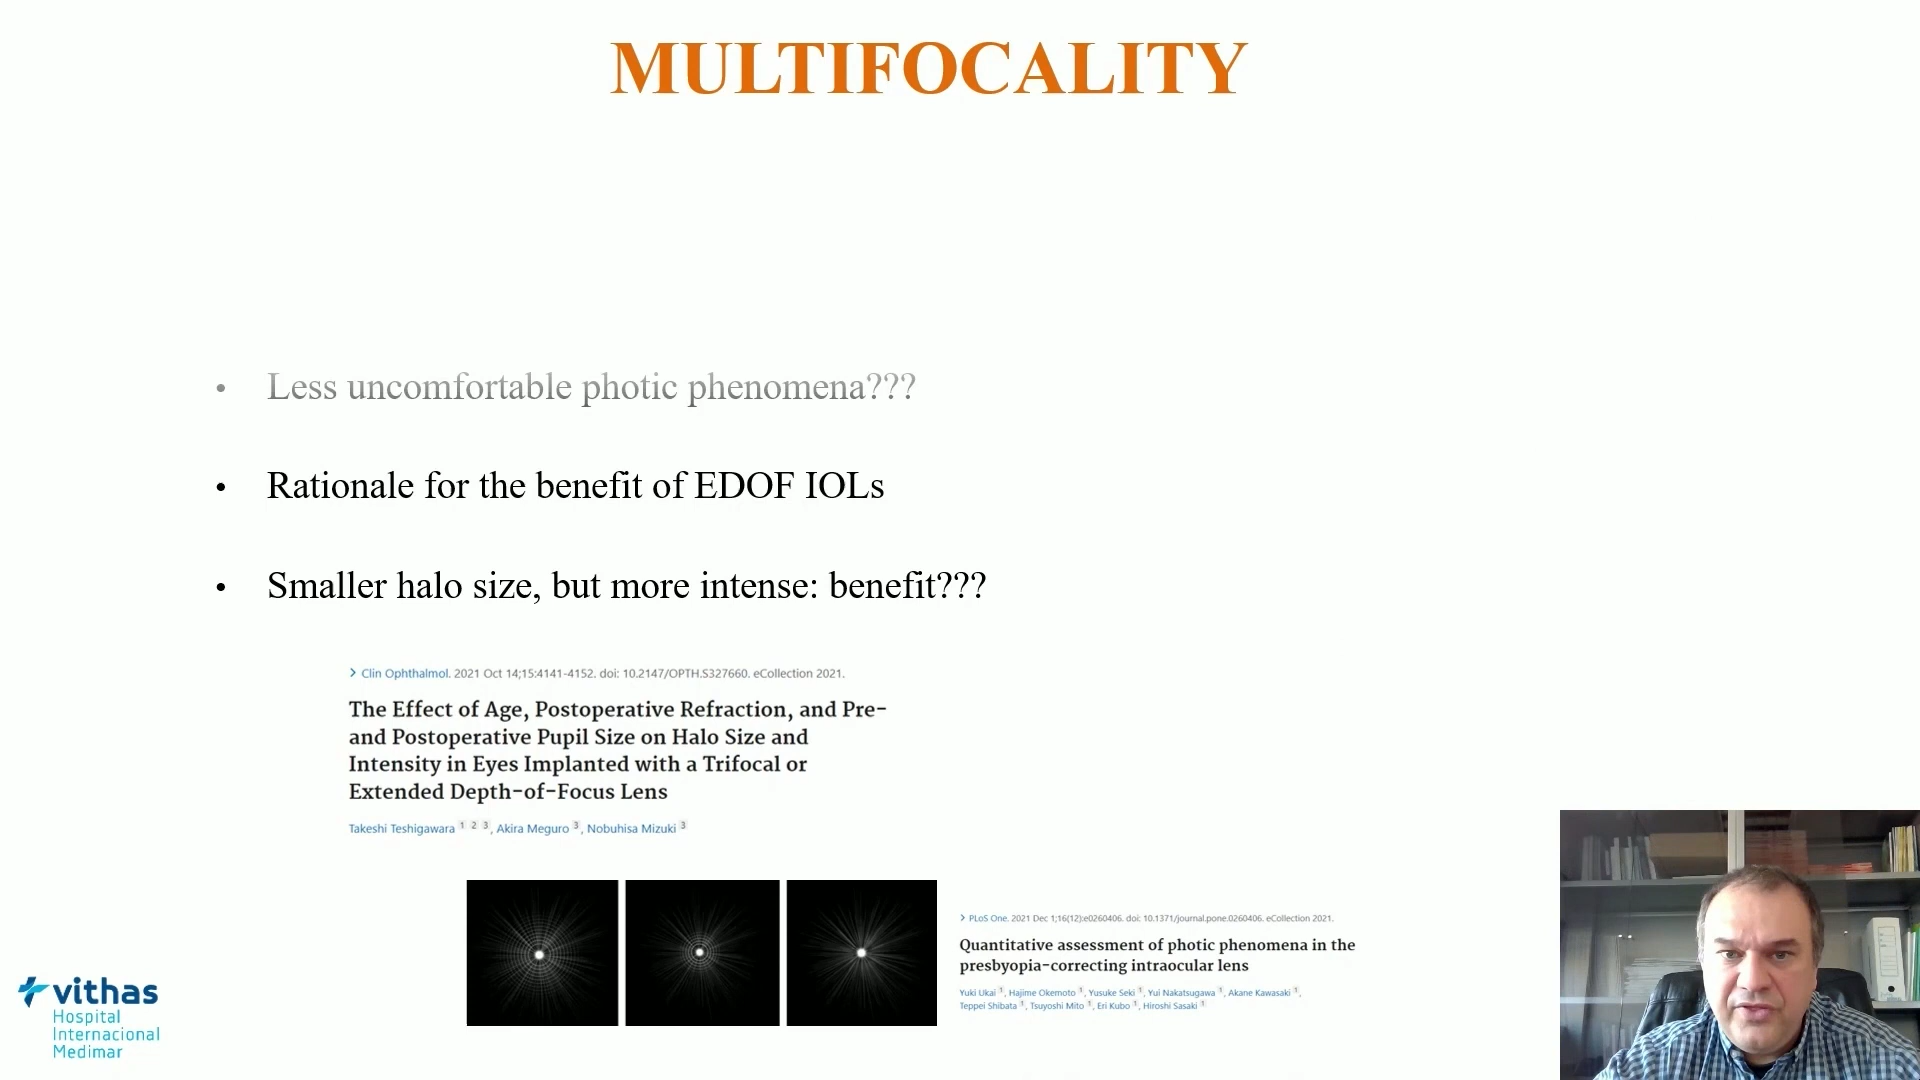 MULTIFOCALITY
• Less uncomfortable photic phenomena???
• Rationale for the benefit of EDOF IOLs
• Smaller halo size, but more intense: benefit???
> Clin Ophthalmol. 2021 Oct 14;15:4141-4152. doi: 10.2147/OPTH.S327660. eCollection 2021.
The Effect of Age, Postoperative Refraction, and Pre-
and Postoperative Pupil Size on Halo Size and
Intensity in Eyes Implanted with a Trifocal or
Extended Depth-of-Focus Lens
Takeshi Teshigawara 1 2 3, Akira Meguro 3, Nobuhisa Mizuki 3
> PLoS One. 2021 Dec 1;16(12):e0260406. doi: 10.1371/journal.pone.0260406. eCollection 2021.
Quantitative assessment of photic phenomena in the
presbyopia-correcting intraocular lens
Yuki Ukai 1, Hajime Okemoto 1, Yusuke Seki 1, Yui Nakatsugawa 1, Akane Kawasaki 1,
Teppei Shibata 1, Tsuyoshi Mito 1, Eri Kubo 1, Hiroshi Sasaki 1
vithas
Hospital
Internacional
Medimar